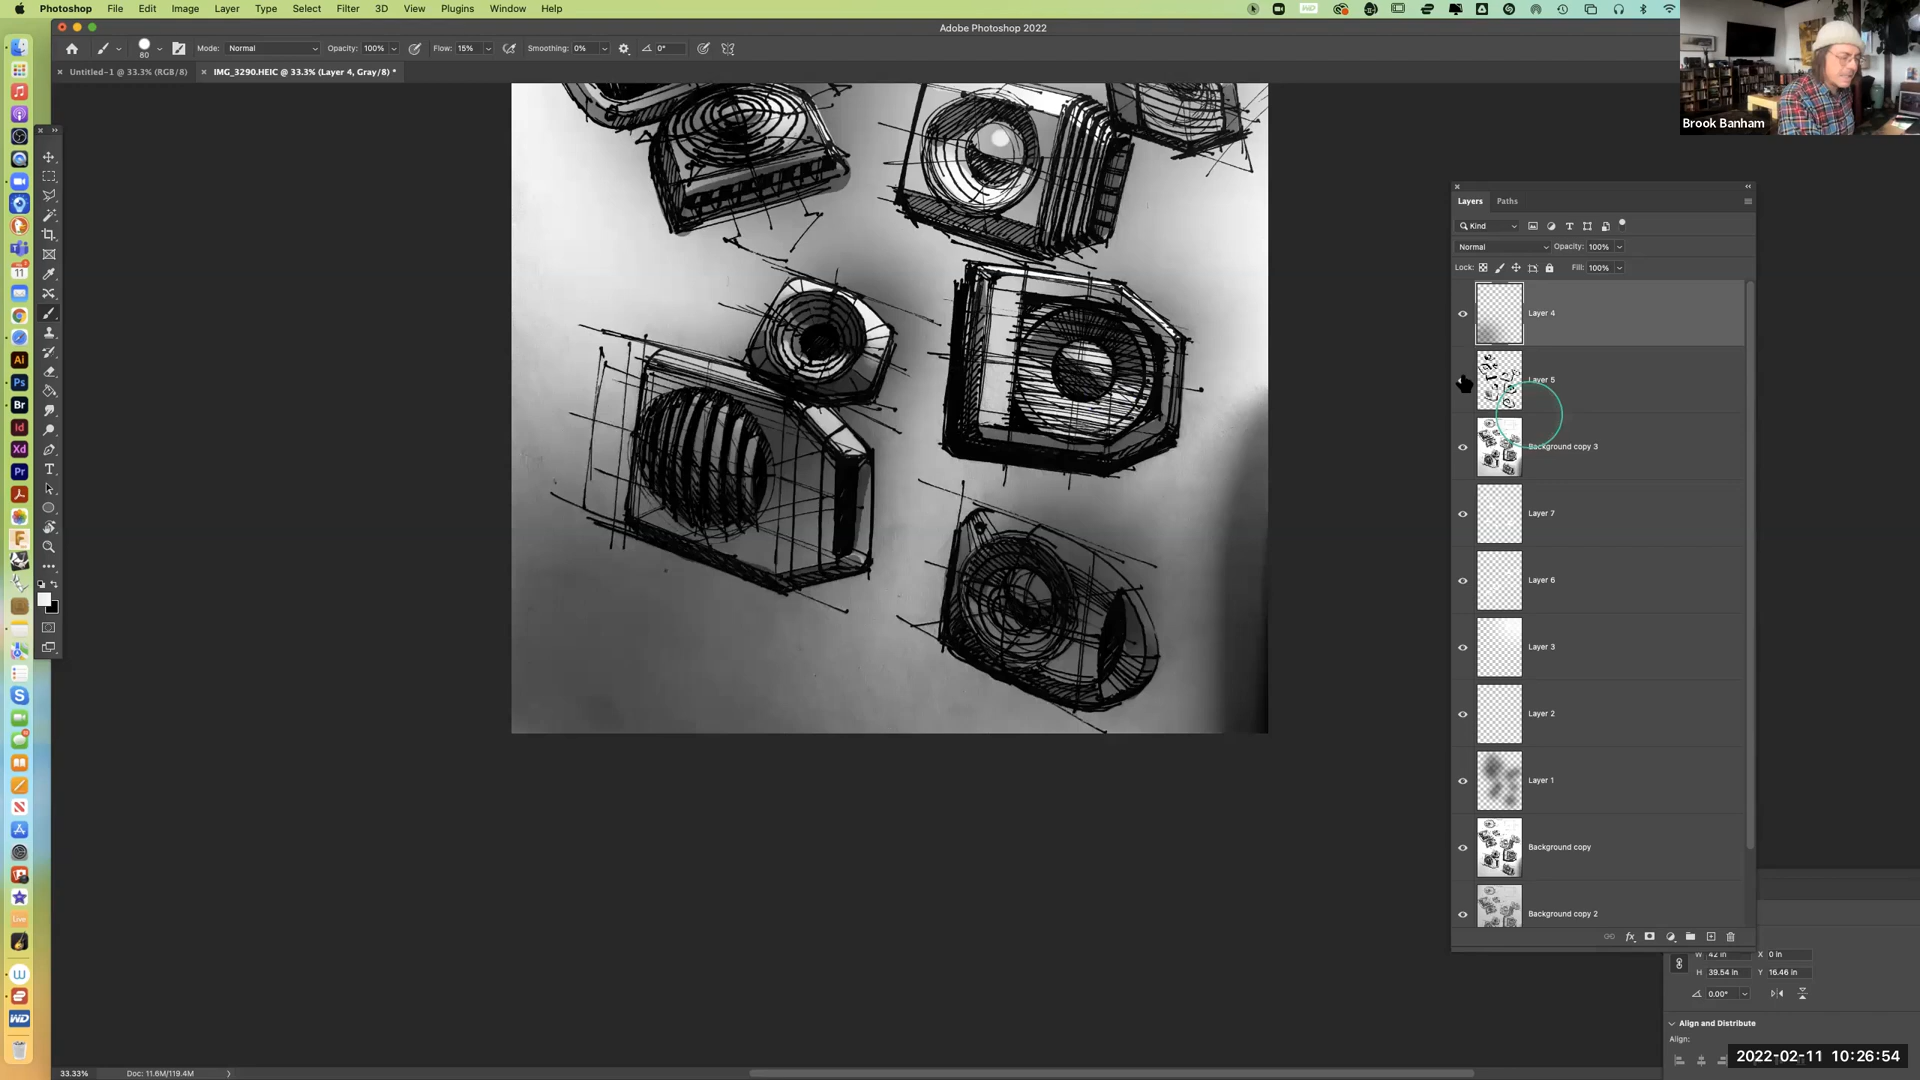 Photoshop File Edit Image Layer Type Select Filter 3D View Plugins Window Help
Adobe Photoshop 2022
80 Mode: Normal Opacity: 100% Flow: 15% Smoothing: 0% 0°
Untitled-1 @ 33.3% (RGB/8) IMG_3290.HEIC @ 33.3% (Layer 4, Gray/8) *
Brook Banham
Layers Paths
Kind
Normal Opacity: 100%
Lock: Fill: 100%
Layer 4
Layer 5
Background copy 3
Layer 7
Layer 6
Layer 3
Layer 2
Layer 1
Background copy
Background copy 2
fx
W 42 in X 0 in
H 39.54 in Y 16.46 in
0.00°
Align and Distribute
Align:
2022-02-11 10:26:54
33.33% Doc: 11.6M/119.4M